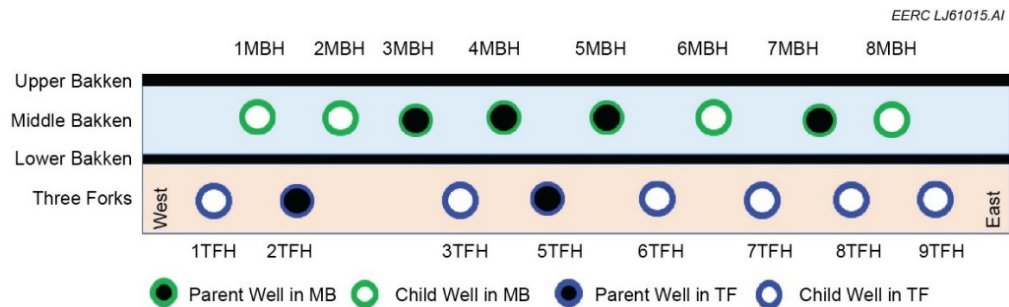 EERC LJ61015.AI
1MBH 2MBH 3MBH 4MBH 5MBH 6MBH 7MBH 8MBH
Upper Bakken
Middle Bakken
Lower Bakken
Three Forks
West
East
1TFH 2TFH 3TFH 5TFH 6TFH 7TFH 8TFH 9TFH
Parent Well in MB Child Well in MB Parent Well in TF Child Well in TF